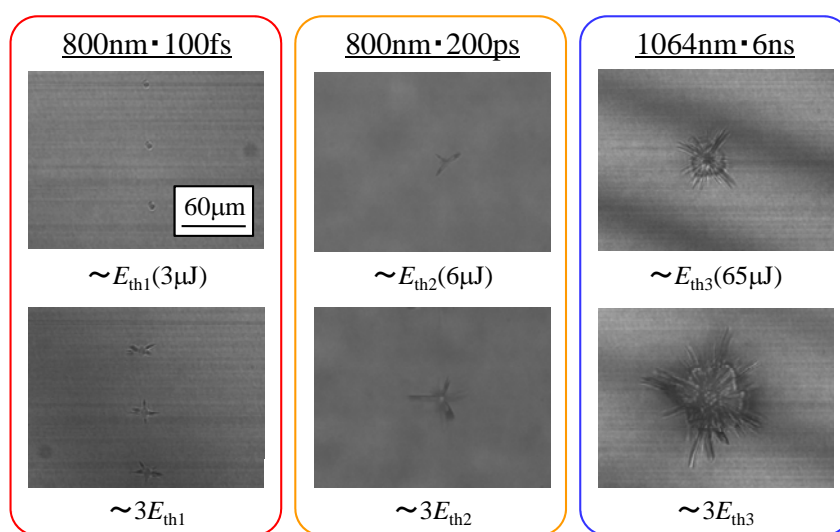 800nm・100fs
60μm
～Eth1(3μJ)
～3Eth1
800nm・200ps
～Eth2(6μJ)
～3Eth2
1064nm・6ns
～Eth3(65μJ)
～3Eth3